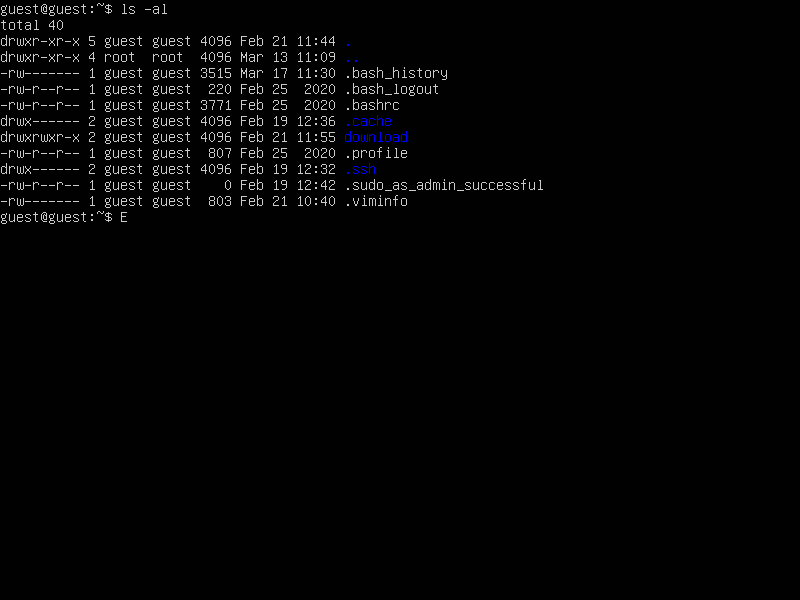 guest@guest:~$ ls -al
total 40
drwxr-xr-x 5 guest guest 4096 Feb 21 11:44 .
drwxr-xr-x 4 root  root  4096 Mar 13 11:09 ..
-rw------- 1 guest guest 3515 Mar 17 11:30 .bash_history
-rw-r--r-- 1 guest guest  220 Feb 25  2020 .bash_logout
-rw-r--r-- 1 guest guest 3771 Feb 25  2020 .bashrc
drwx------ 2 guest guest 4096 Feb 19 12:36 .cache
drwxrwxr-x 2 guest guest 4096 Feb 21 11:55 download
-rw-r--r-- 1 guest guest  807 Feb 25  2020 .profile
drwx------ 2 guest guest 4096 Feb 19 12:32 .ssh
-rw-r--r-- 1 guest guest    0 Feb 19 12:42 .sudo_as_admin_successful
-rw------- 1 guest guest  803 Feb 21 10:40 .viminfo
guest@guest:~$ E